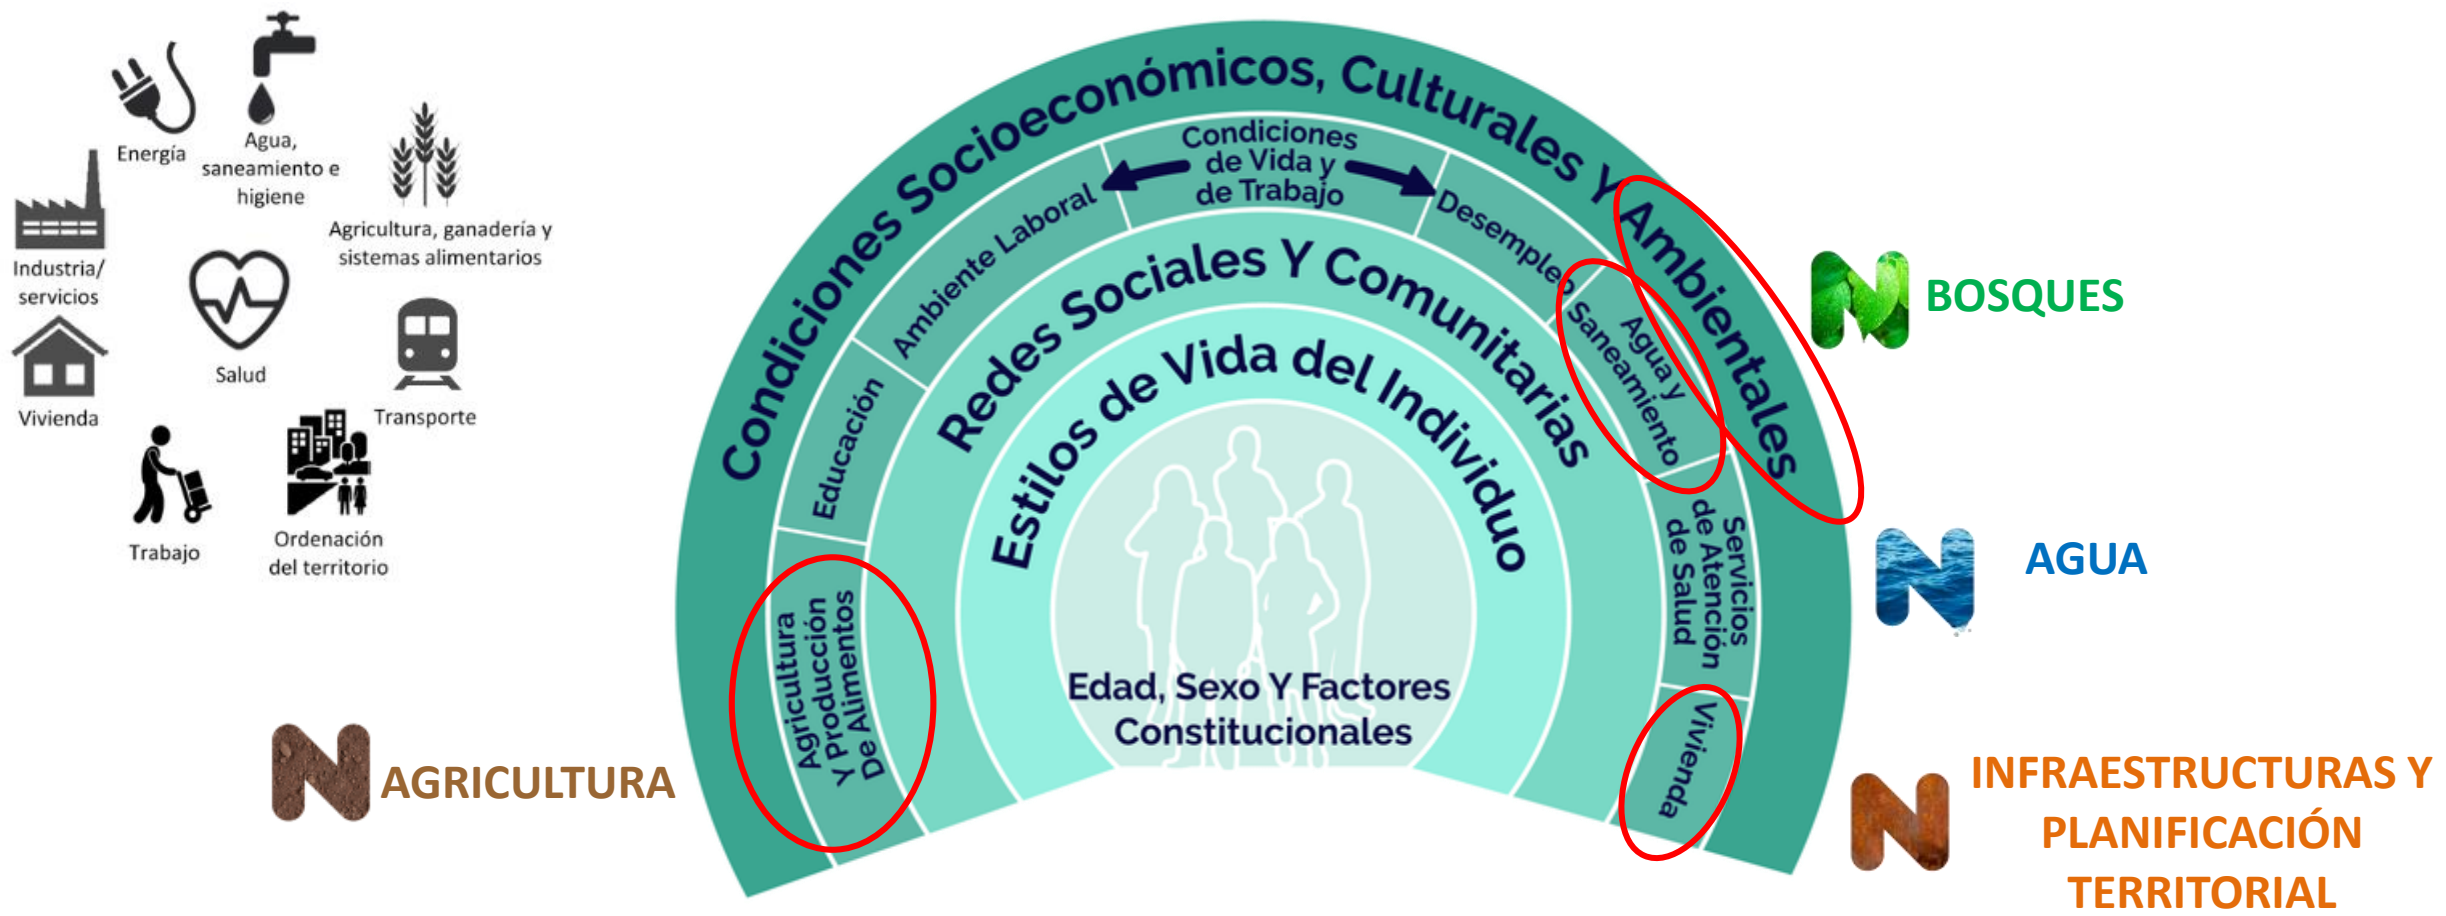 Energía
Agua,
saneamiento e
higiene
Agricultura, ganadería y
sistemas alimentarios
Industria/
servicios
Salud
Vivienda
Transporte
Trabajo
Ordenación
del territorio
Condiciones Socioeconómicos, Culturales Y Ambientales
Condiciones
de Vida y
de Trabajo
Agricultura
Y Producción
De Alimentos
Educación
Ambiente Laboral
Desempleo
Agua y
Saneamiento
Servicios
de Atención
de Salud
Vivienda
Redes Sociales Y Comunitarias
Estilos de Vida del Individuo
Edad, Sexo Y Factores
Constitucionales
N AGRICULTURA
N BOSQUES
N AGUA
N INFRAESTRUCTURAS Y
PLANIFICACIÓN
TERRITORIAL